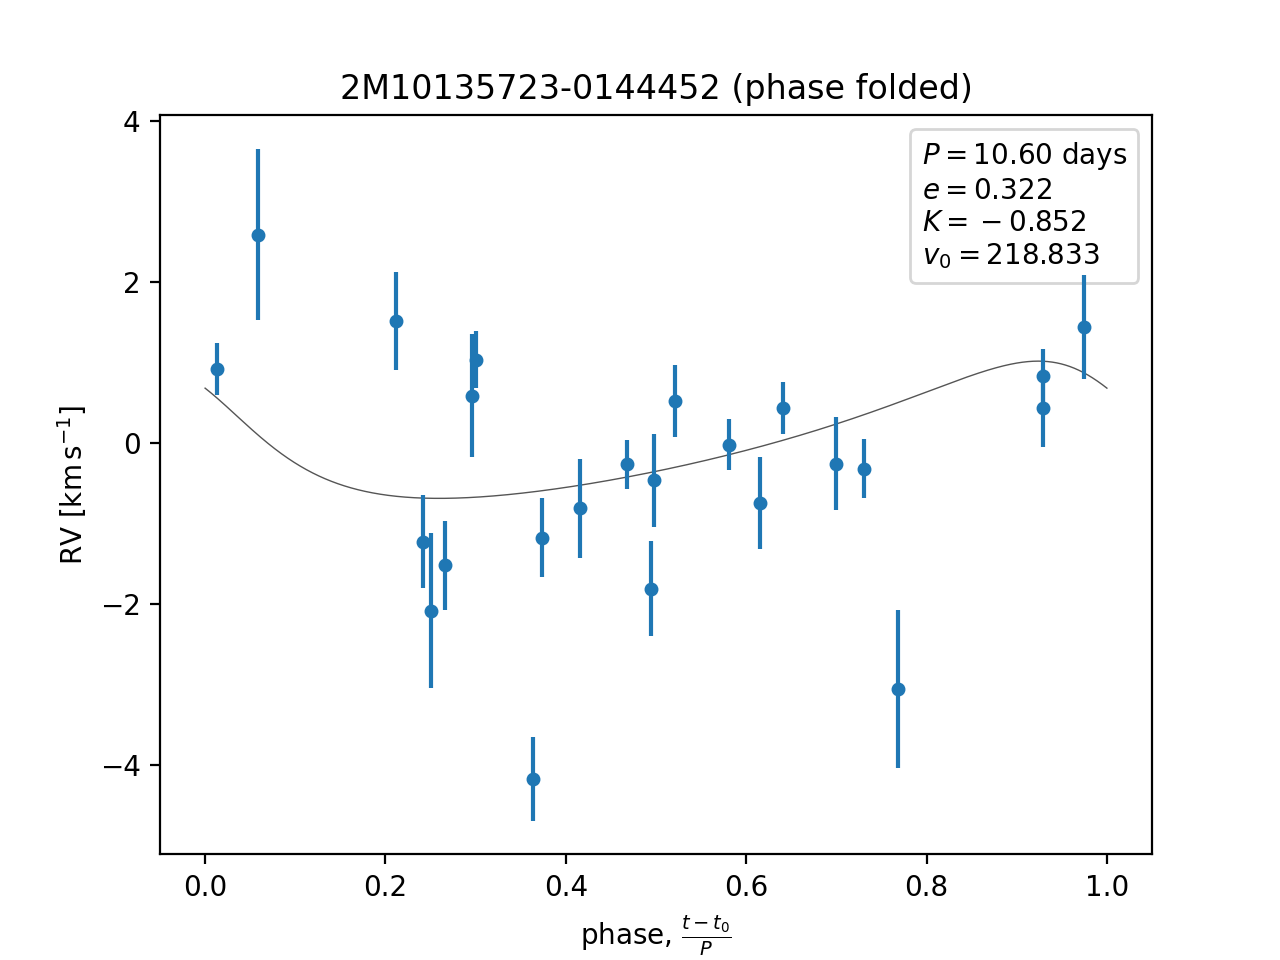 2M10135723-0144452 (phase folded)
P = 10.60 days
e = 0.322
K = −0.852
v₀ = 218.833
4
2
0
−2
−4
RV [km s⁻¹]
0.0 0.2 0.4 0.6 0.8 1.0
phase, (t − t₀)/P